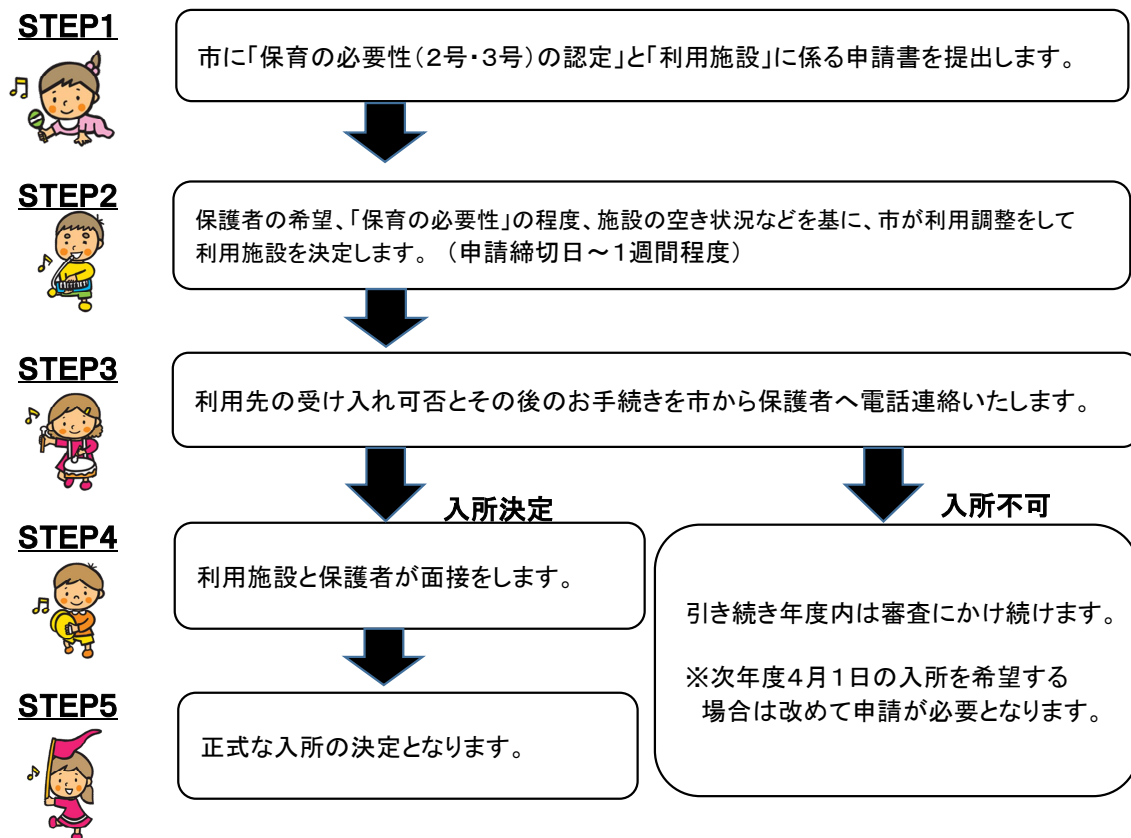 STEP1
市に「保育の必要性(２号・３号)の認定」と「利用施設」に係る申請書を提出します。
STEP2
保護者の希望、「保育の必要性」の程度、施設の空き状況などを基に、市が利用調整をして
利用施設を決定します。（申請締切日～１週間程度）
STEP3
利用先の受け入れ可否とその後のお手続きを市から保護者へ電話連絡いたします。
入所決定
入所不可
STEP4
利用施設と保護者が面接をします。
引き続き年度内は審査にかけ続けます。
※次年度４月１日の入所を希望する
場合は改めて申請が必要となります。
STEP5
正式な入所の決定となります。